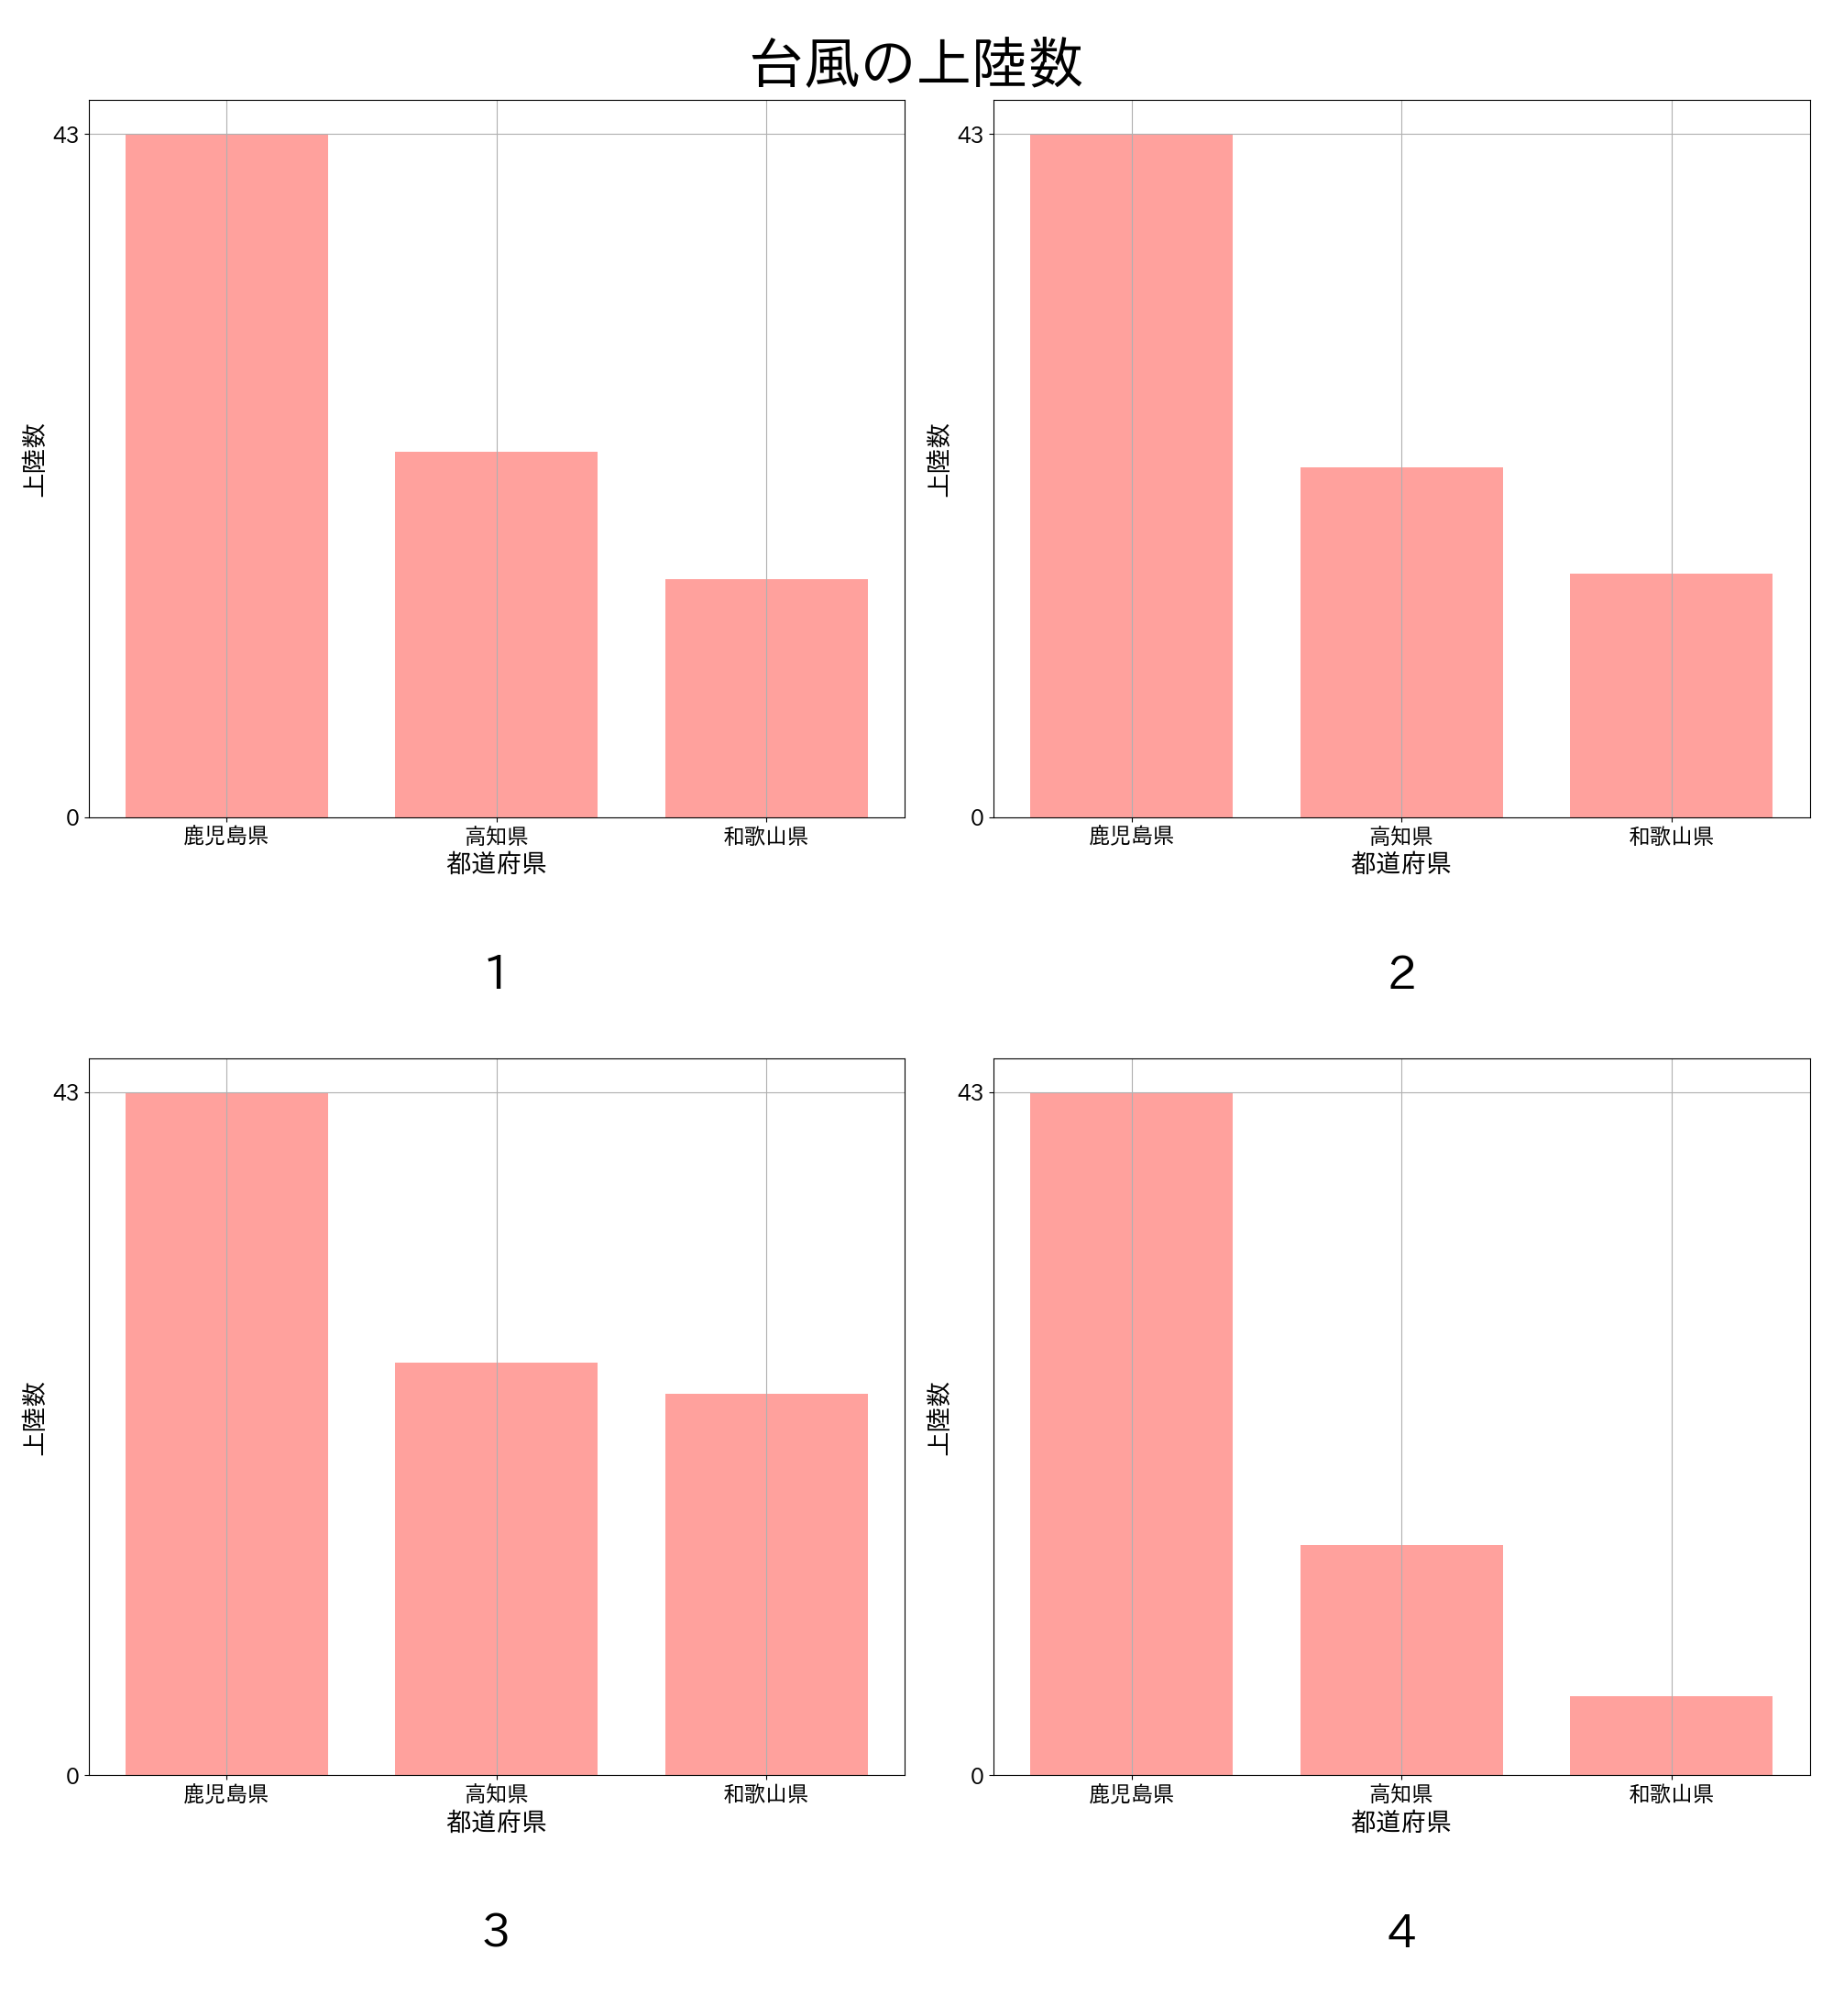 台風の上陸数
43
0
上陸数
鹿児島県 高知県 和歌山県
都道府県
1
43
0
上陸数
鹿児島県 高知県 和歌山県
都道府県
2
43
0
上陸数
鹿児島県 高知県 和歌山県
都道府県
3
43
0
上陸数
鹿児島県 高知県 和歌山県
都道府県
4